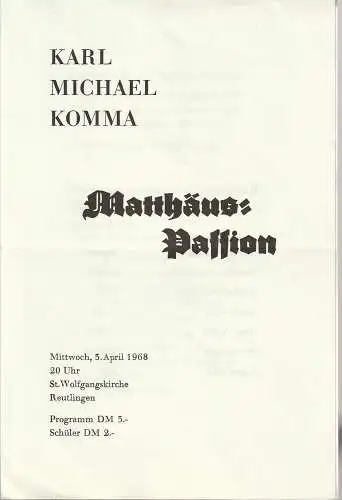 KARL
MICHAEL
KOMMA
Matthäus-
Passion
Mittwoch, 5. April 1968
20 Uhr
St. Wolfgangskirche
Reutlingen
Programm DM 5.-
Schüler DM 2.-